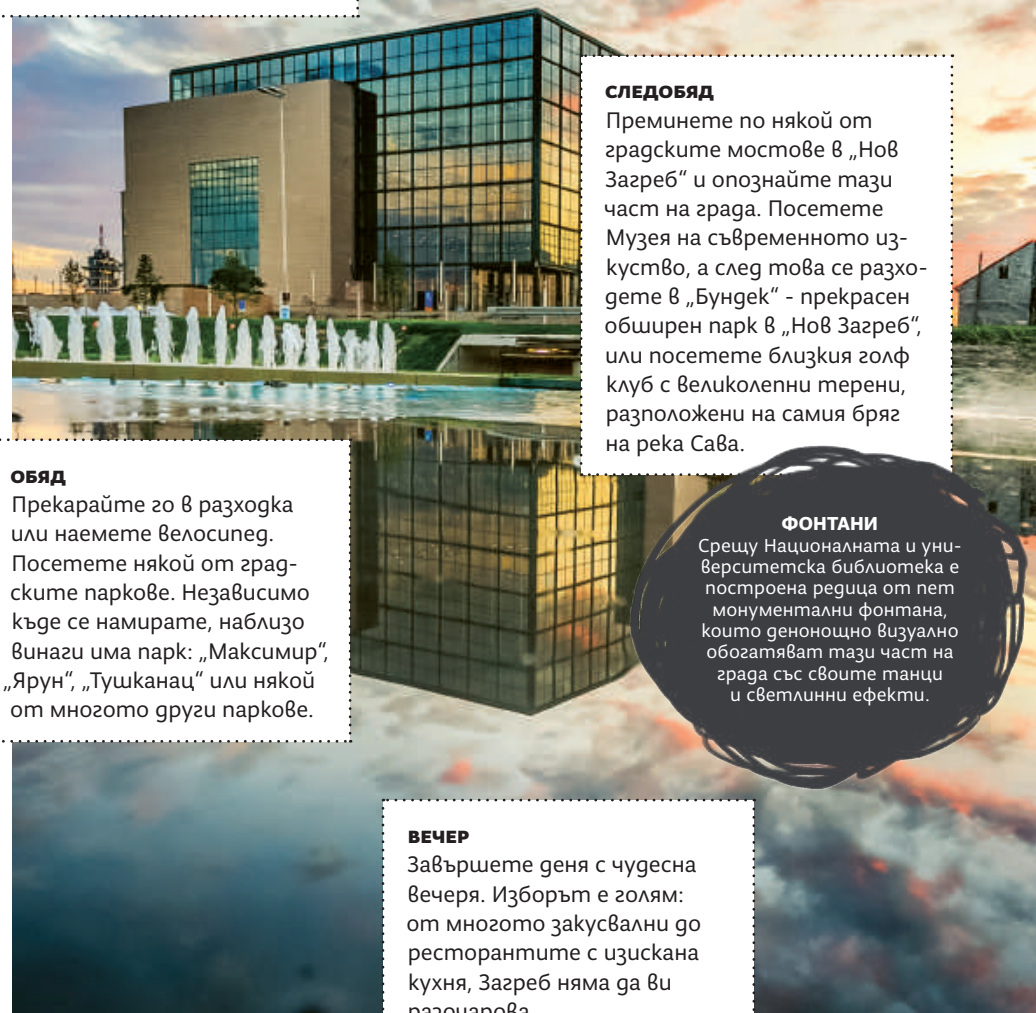 СЛЕДОБЯД
Преминете по някой от
градските мостове в „Нов
Загреб“ и опознайте тази
част на града. Посетете
Музея на съвременното из-
куство, а след това се разхо-
дете в „Бундек“ - прекрасен
обширен парк в „Нов Загреб“,
или посетете близкия голф
клуб с великолепни терени,
разположени на самия бряг
на река Сава.
ОБЯД
Прекарайте го в разходка
или наемете велосипед.
Посетете някой от град-
ските паркове. Независимо
къде се намирате, наблизо
винаги има парк: „Максимир“,
„Ярун“, „Тушканац“ или някой
от многото други паркове.
ФОНТАНИ
Срещу Националната и уни-
верситетска библиотека е
построена редица от пет
монументални фонтана,
които денонощно визуално
обогатяват тази част на
града със своите танци
и светлинни ефекти.
ВЕЧЕР
Завършете деня с чудесна
вечеря. Изборът е голям:
от многото закусвални до
ресторантите с изискана
кухня, Загреб няма да ви
разочарова